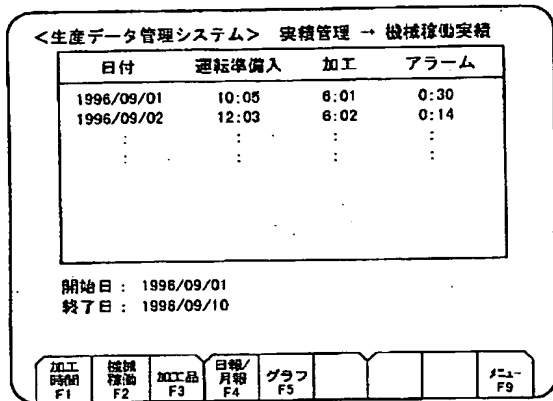 <生産データ管理システム> 実績管理 → 機械稼働実績
日付 運転準備入 加工 アラーム
1996/09/01 10:05 6:01 0:30
1996/09/02 12:03 6:02 0:14
: : : :
: : : :
開始日: 1996/09/01
終了日: 1996/09/10
加工時間 F1 機械稼働 F2 加工品 F3 日報/月報 F4 グラフ F5 メニュー F9